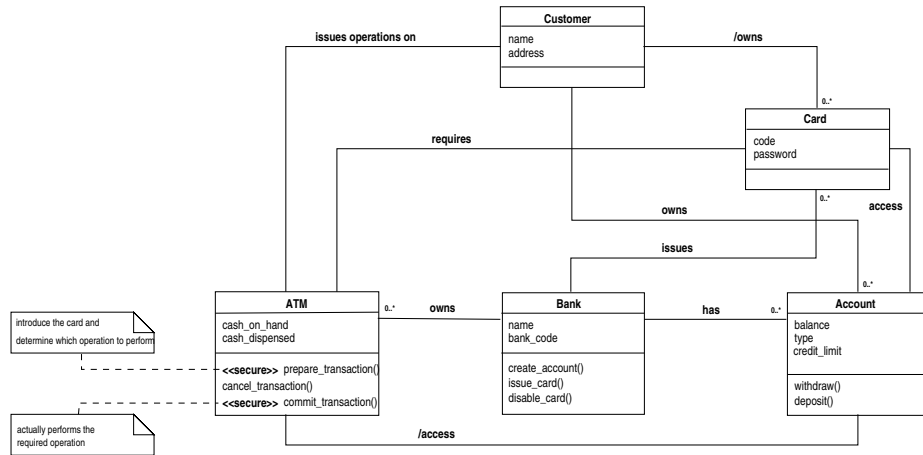 Customer
name
address
issues operations on
/owns
0..*
Card
code
password
requires
0..*
access
owns
issues
0..*
ATM
cash_on_hand
cash_dispensed
<<secure>> prepare_transaction()
cancel_transaction()
<<secure>> commit_transaction()
0..*
owns
Bank
name
bank_code
create_account()
issue_card()
disable_card()
has
0..*
Account
balance
type
credit_limit
withdraw()
deposit()
introduce the card and
determine which operation to perform
actually performs the
required operation
/access